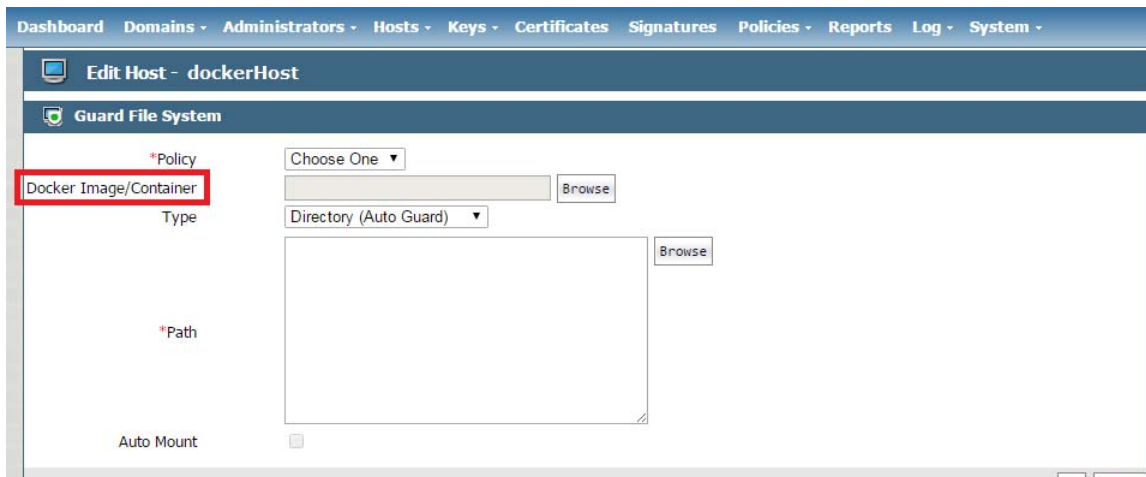 Dashboard Domains Administrators Hosts Keys Certificates Signatures Policies Reports Log System
Edit Host - dockerHost
Guard File System
*Policy Choose One
Docker Image/Container Browse
Type Directory (Auto Guard)
Browse
*Path
Auto Mount